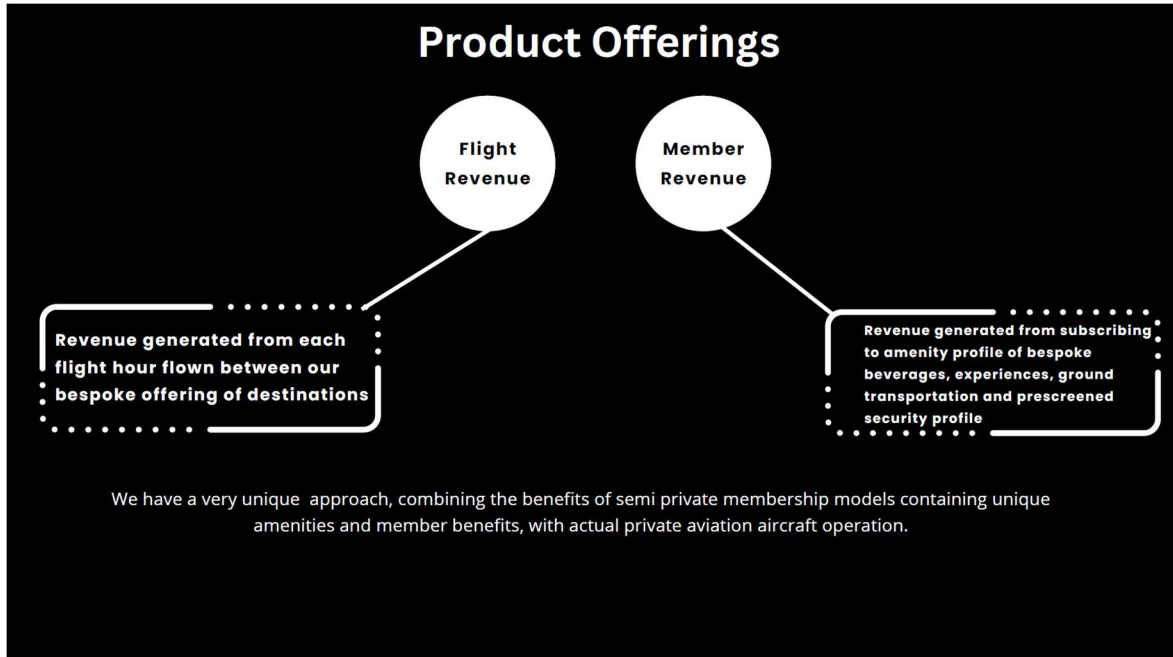 Product Offerings
Flight
Revenue
Member
Revenue
Revenue generated from each
flight hour flown between our
bespoke offering of destinations
Revenue generated from subscribing
to amenity profile of bespoke
beverages, experiences, ground
transportation and prescreened
security profile
We have a very unique  approach, combining the benefits of semi private membership models containing unique
amenities and member benefits, with actual private aviation aircraft operation.